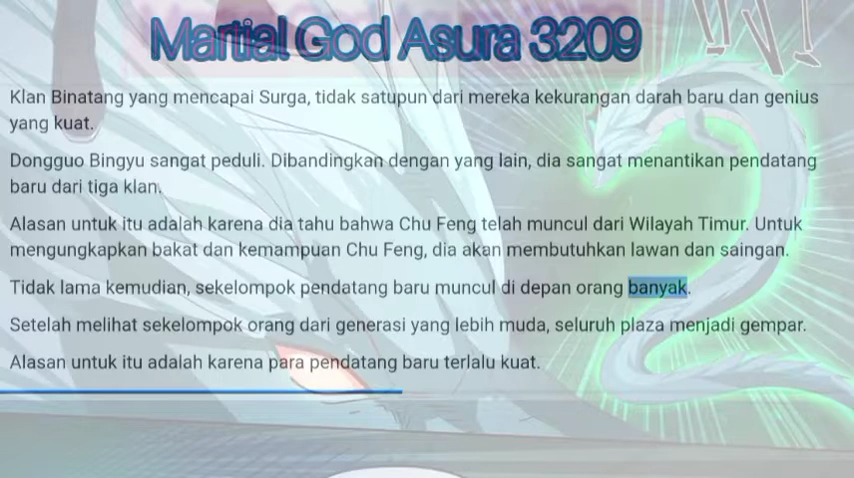 Martial God Asura 3209
Klan Binatang yang mencapai Surga, tidak satupun dari mereka kekurangan darah baru dan genius
yang kuat.
Dongguo Bingyu sangat peduli. Dibandingkan dengan yang lain, dia sangat menantikan pendatang
baru dari tiga klan.
Alasan untuk itu adalah karena dia tahu bahwa Chu Feng telah muncul dari Wilayah Timur. Untuk
mengungkapkan bakat dan kemampuan Chu Feng, dia akan membutuhkan lawan dan saingan.
Tidak lama kemudian, sekelompok pendatang baru muncul di depan orang banyak.
Setelah melihat sekelompok orang dari generasi yang lebih muda, seluruh plaza menjadi gempar.
Alasan untuk itu adalah karena para pendatang baru terlalu kuat.